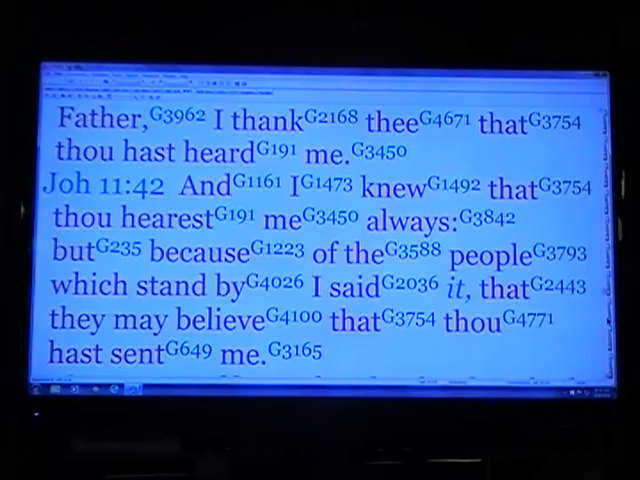 Father,G3962 I thankG2168 theeG4671 thatG3754
thou hast heardG191 me.G3450
Joh 11:42 AndG1161 IG1473 knewG1492 thatG3754
thou hearestG191 meG3450 always:G3842
butG235 becauseG1223 of theG3588 peopleG3793
which stand byG4026 I saidG2036 it, thatG2443
they may believeG4100 thatG3754 thouG4771
hast sentG649 me.G3165